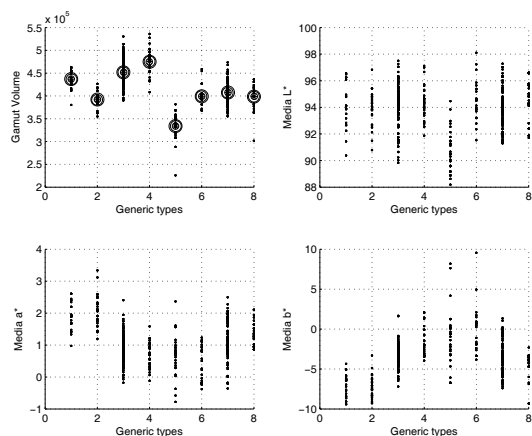 x 10⁵
5.5
5
4.5
4
3.5
3
2.5
2
Gamut Volume
0 2 4 6 8
Generic types
98
96
94
92
90
88
Media L*
0 2 4 6 8
Generic types
4
3
2
1
0
−1
Media a*
0 2 4 6 8
Generic types
10
5
0
−5
−10
Media b*
0 2 4 6 8
Generic types